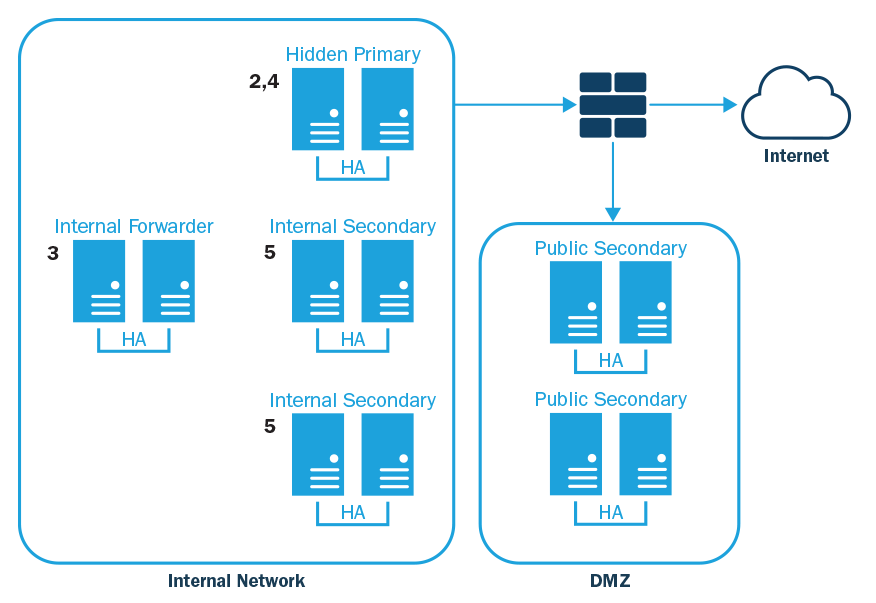 Hidden Primary
2,4
HA
Internet
Internal Forwarder
3
HA
Internal Secondary
5
HA
Public Secondary
HA
Internal Secondary
5
HA
Public Secondary
HA
Internal Network
DMZ